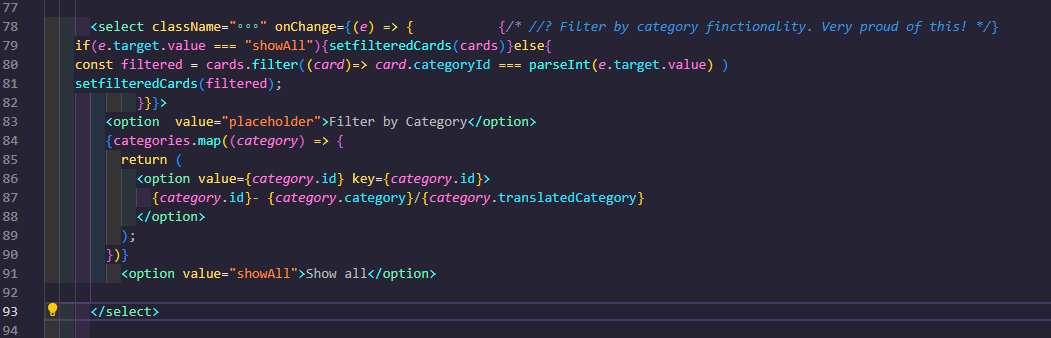 77
78 <select className="∘∘∘" onChange={(e) => { {/* //? Filter by category finctionality. Very proud of this! */}
79 if(e.target.value === "showAll"){setfilteredCards(cards)}else{
80 const filtered = cards.filter((card)=> card.categoryId === parseInt(e.target.value) )
81 setfilteredCards(filtered);
82 }}}>
83 <option  value="placeholder">Filter by Category</option>
84 {categories.map((category) => {
85 return (
86 <option value={category.id} key={category.id}>
87 {category.id}- {category.category}/{category.translatedCategory}
88 </option>
89 );
90 })}
91 <option value="showAll">Show all</option>
92
93 </select>
94